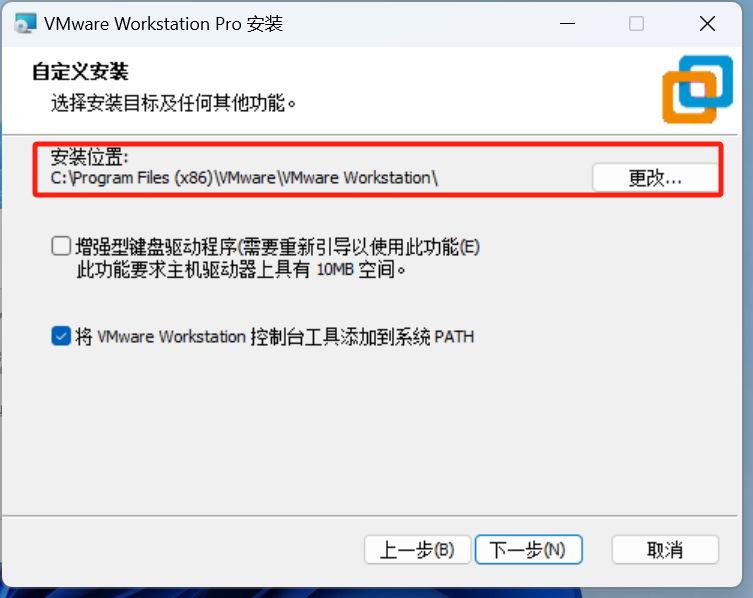 VMware Workstation Pro 安装
自定义安装
选择安装目标及任何其他功能。
安装位置:
C:\Program Files (x86)\VMware\VMware Workstation\
更改...
增强型键盘驱动程序(需要重新引导以使用此功能(E)
此功能要求主机驱动器上具有 10MB 空间。
将 VMware Workstation 控制台工具添加到系统 PATH
上一步(B) 下一步(N) 取消